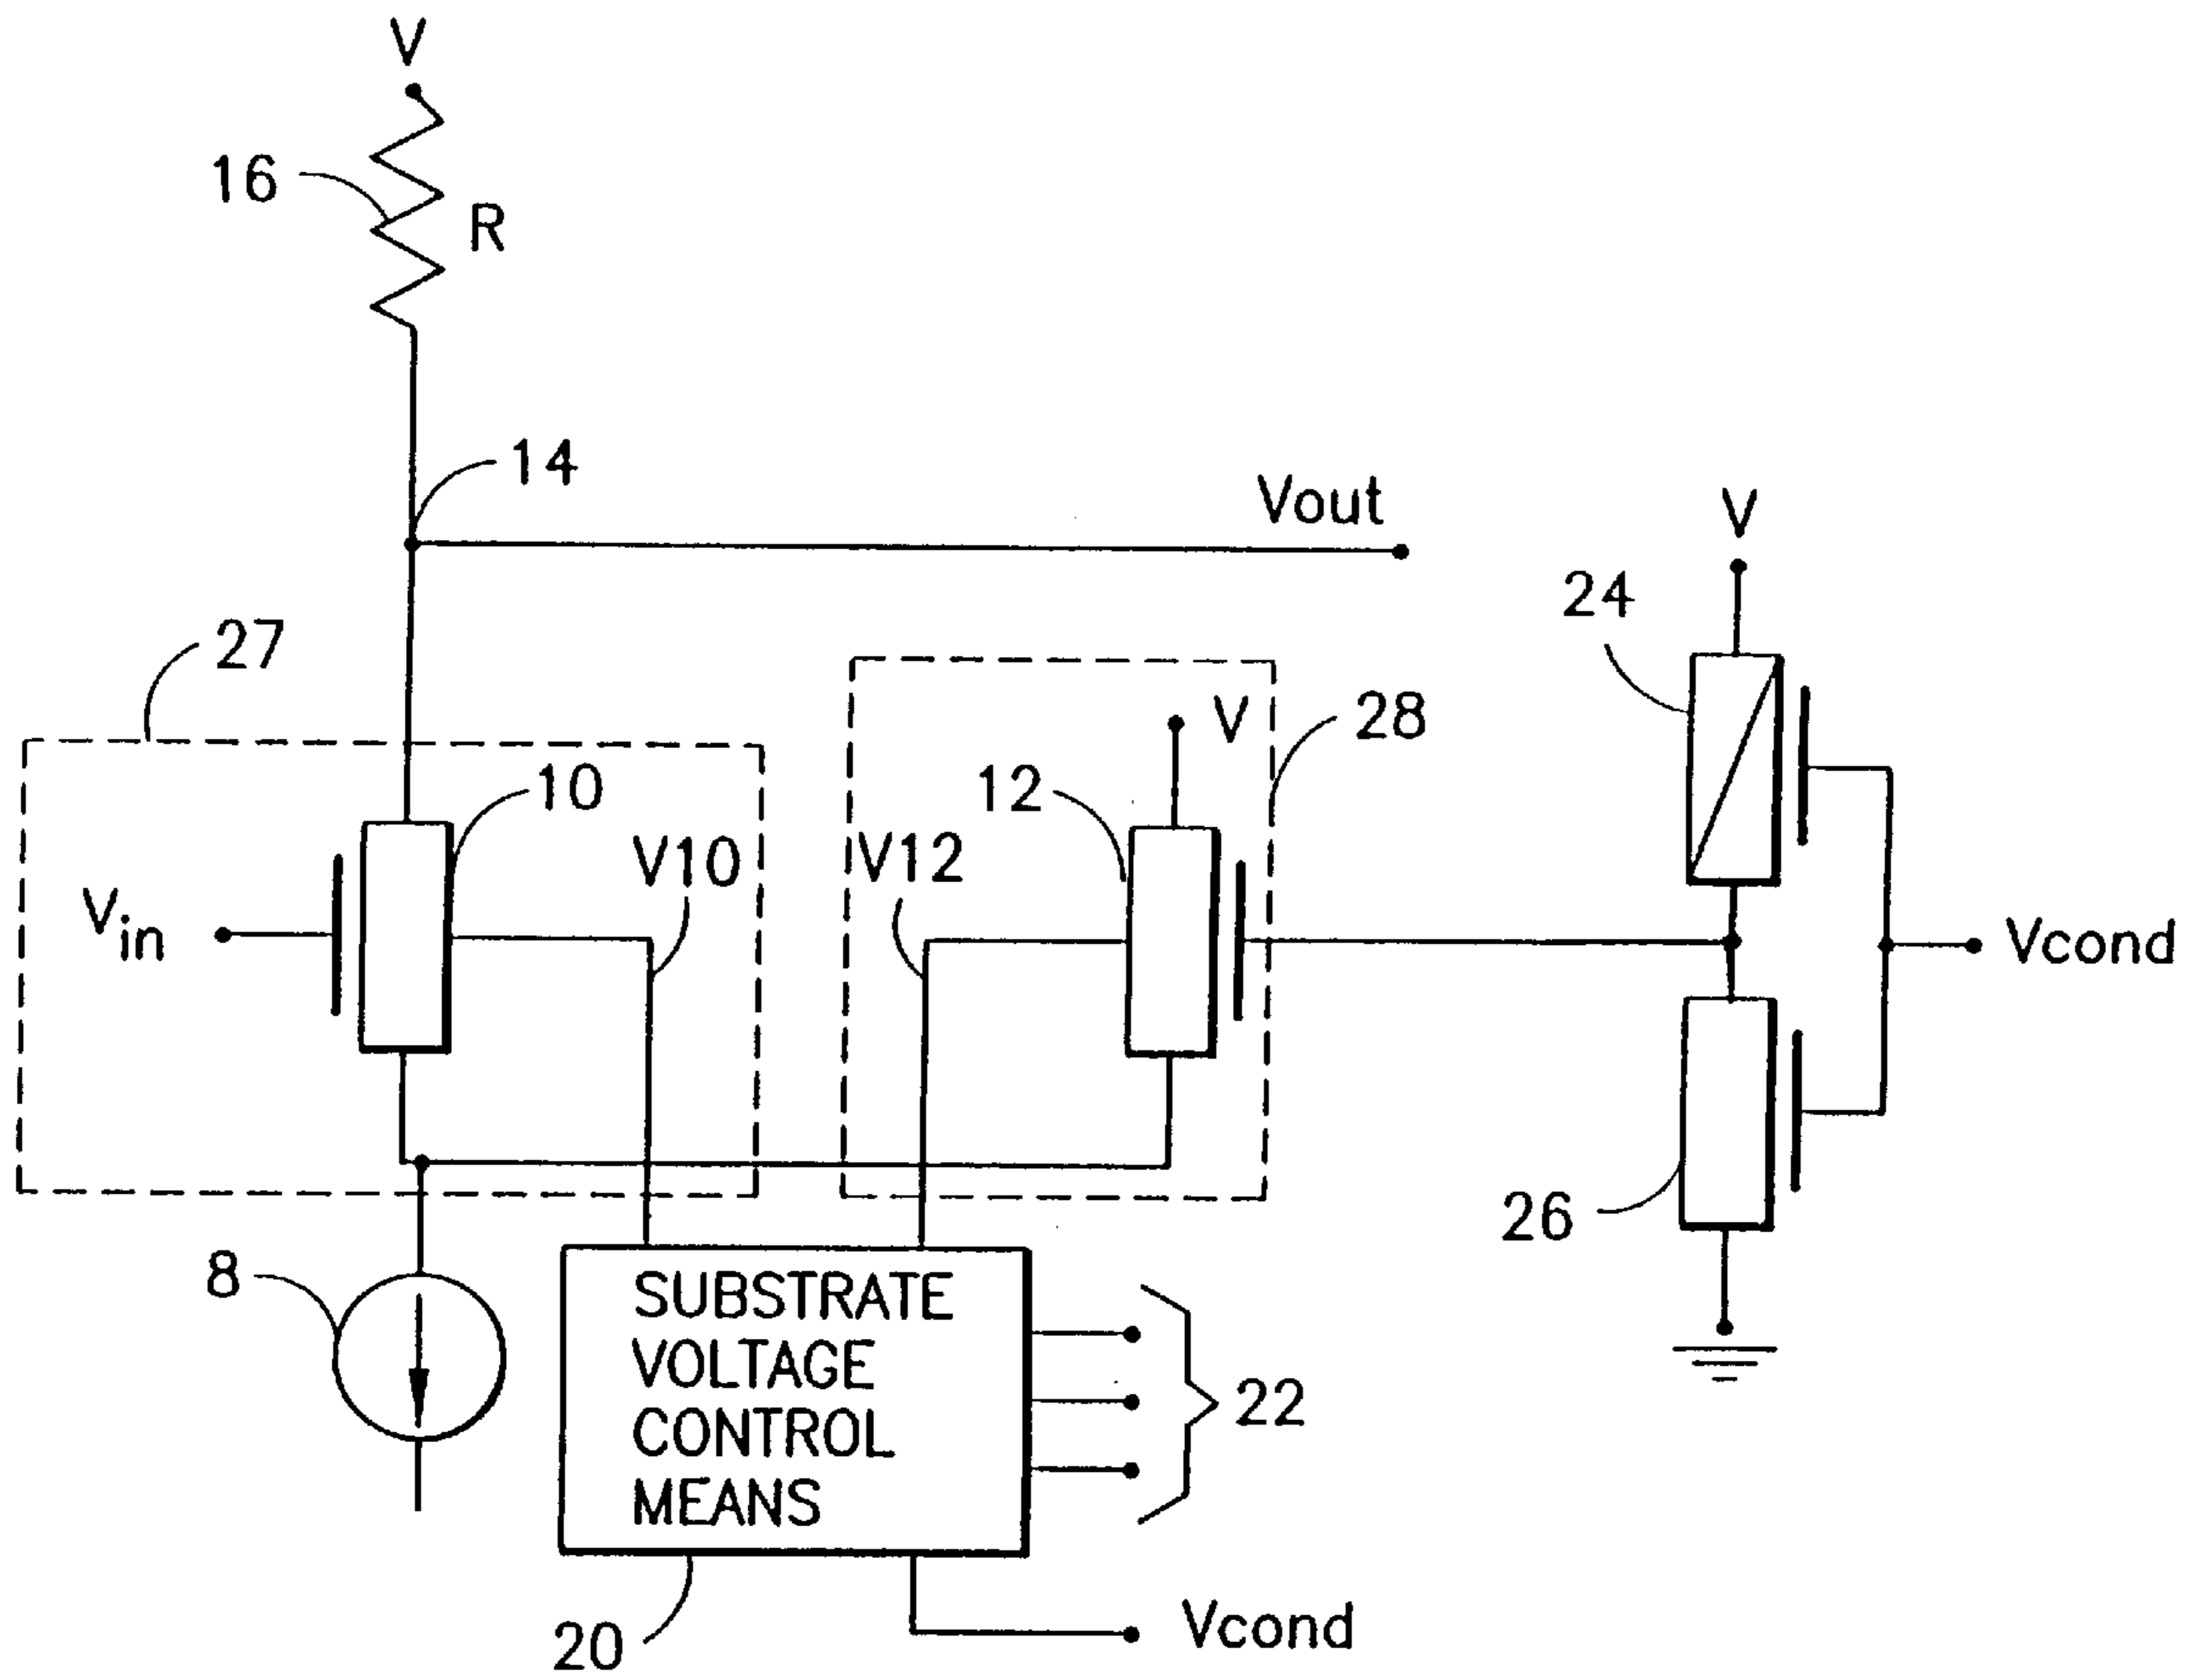 V
16
R
14
Vout
V
24
27
V
28
10
12
V10
V12
Vin
Vcond
26
8
SUBSTRATE
VOLTAGE
CONTROL
MEANS
22
20
Vcond